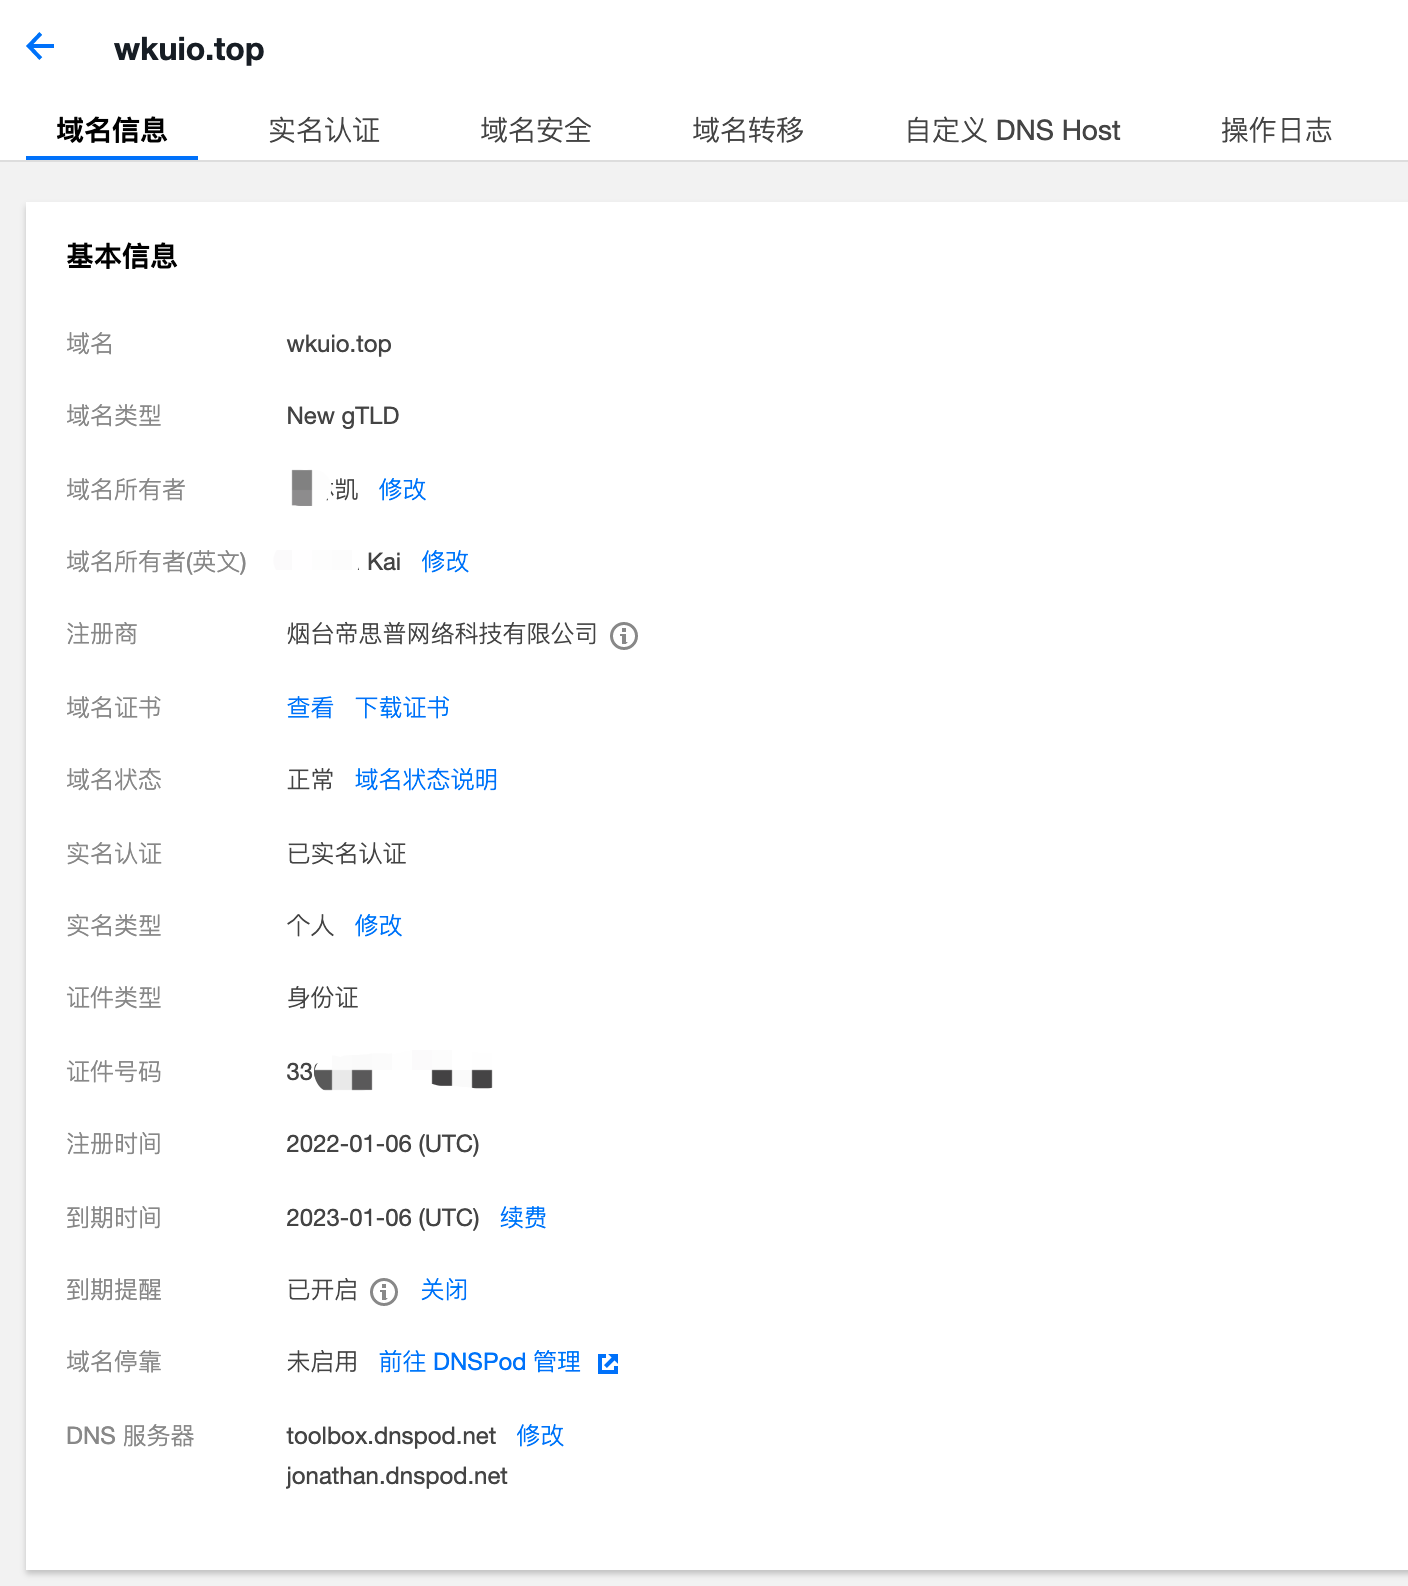 wkuio.top
域名信息 实名认证 域名安全 域名转移 自定义 DNS Host 操作日志
基本信息
域名 wkuio.top
域名类型 New gTLD
域名所有者 凯 修改
域名所有者(英文) Kai 修改
注册商 烟台帝思普网络科技有限公司
域名证书 查看 下载证书
域名状态 正常 域名状态说明
实名认证 已实名认证
实名类型 个人 修改
证件类型 身份证
证件号码 33
注册时间 2022-01-06 (UTC)
到期时间 2023-01-06 (UTC) 续费
到期提醒 已开启 关闭
域名停靠 未启用 前往 DNSPod 管理
DNS 服务器 toolbox.dnspod.net 修改
jonathan.dnspod.net